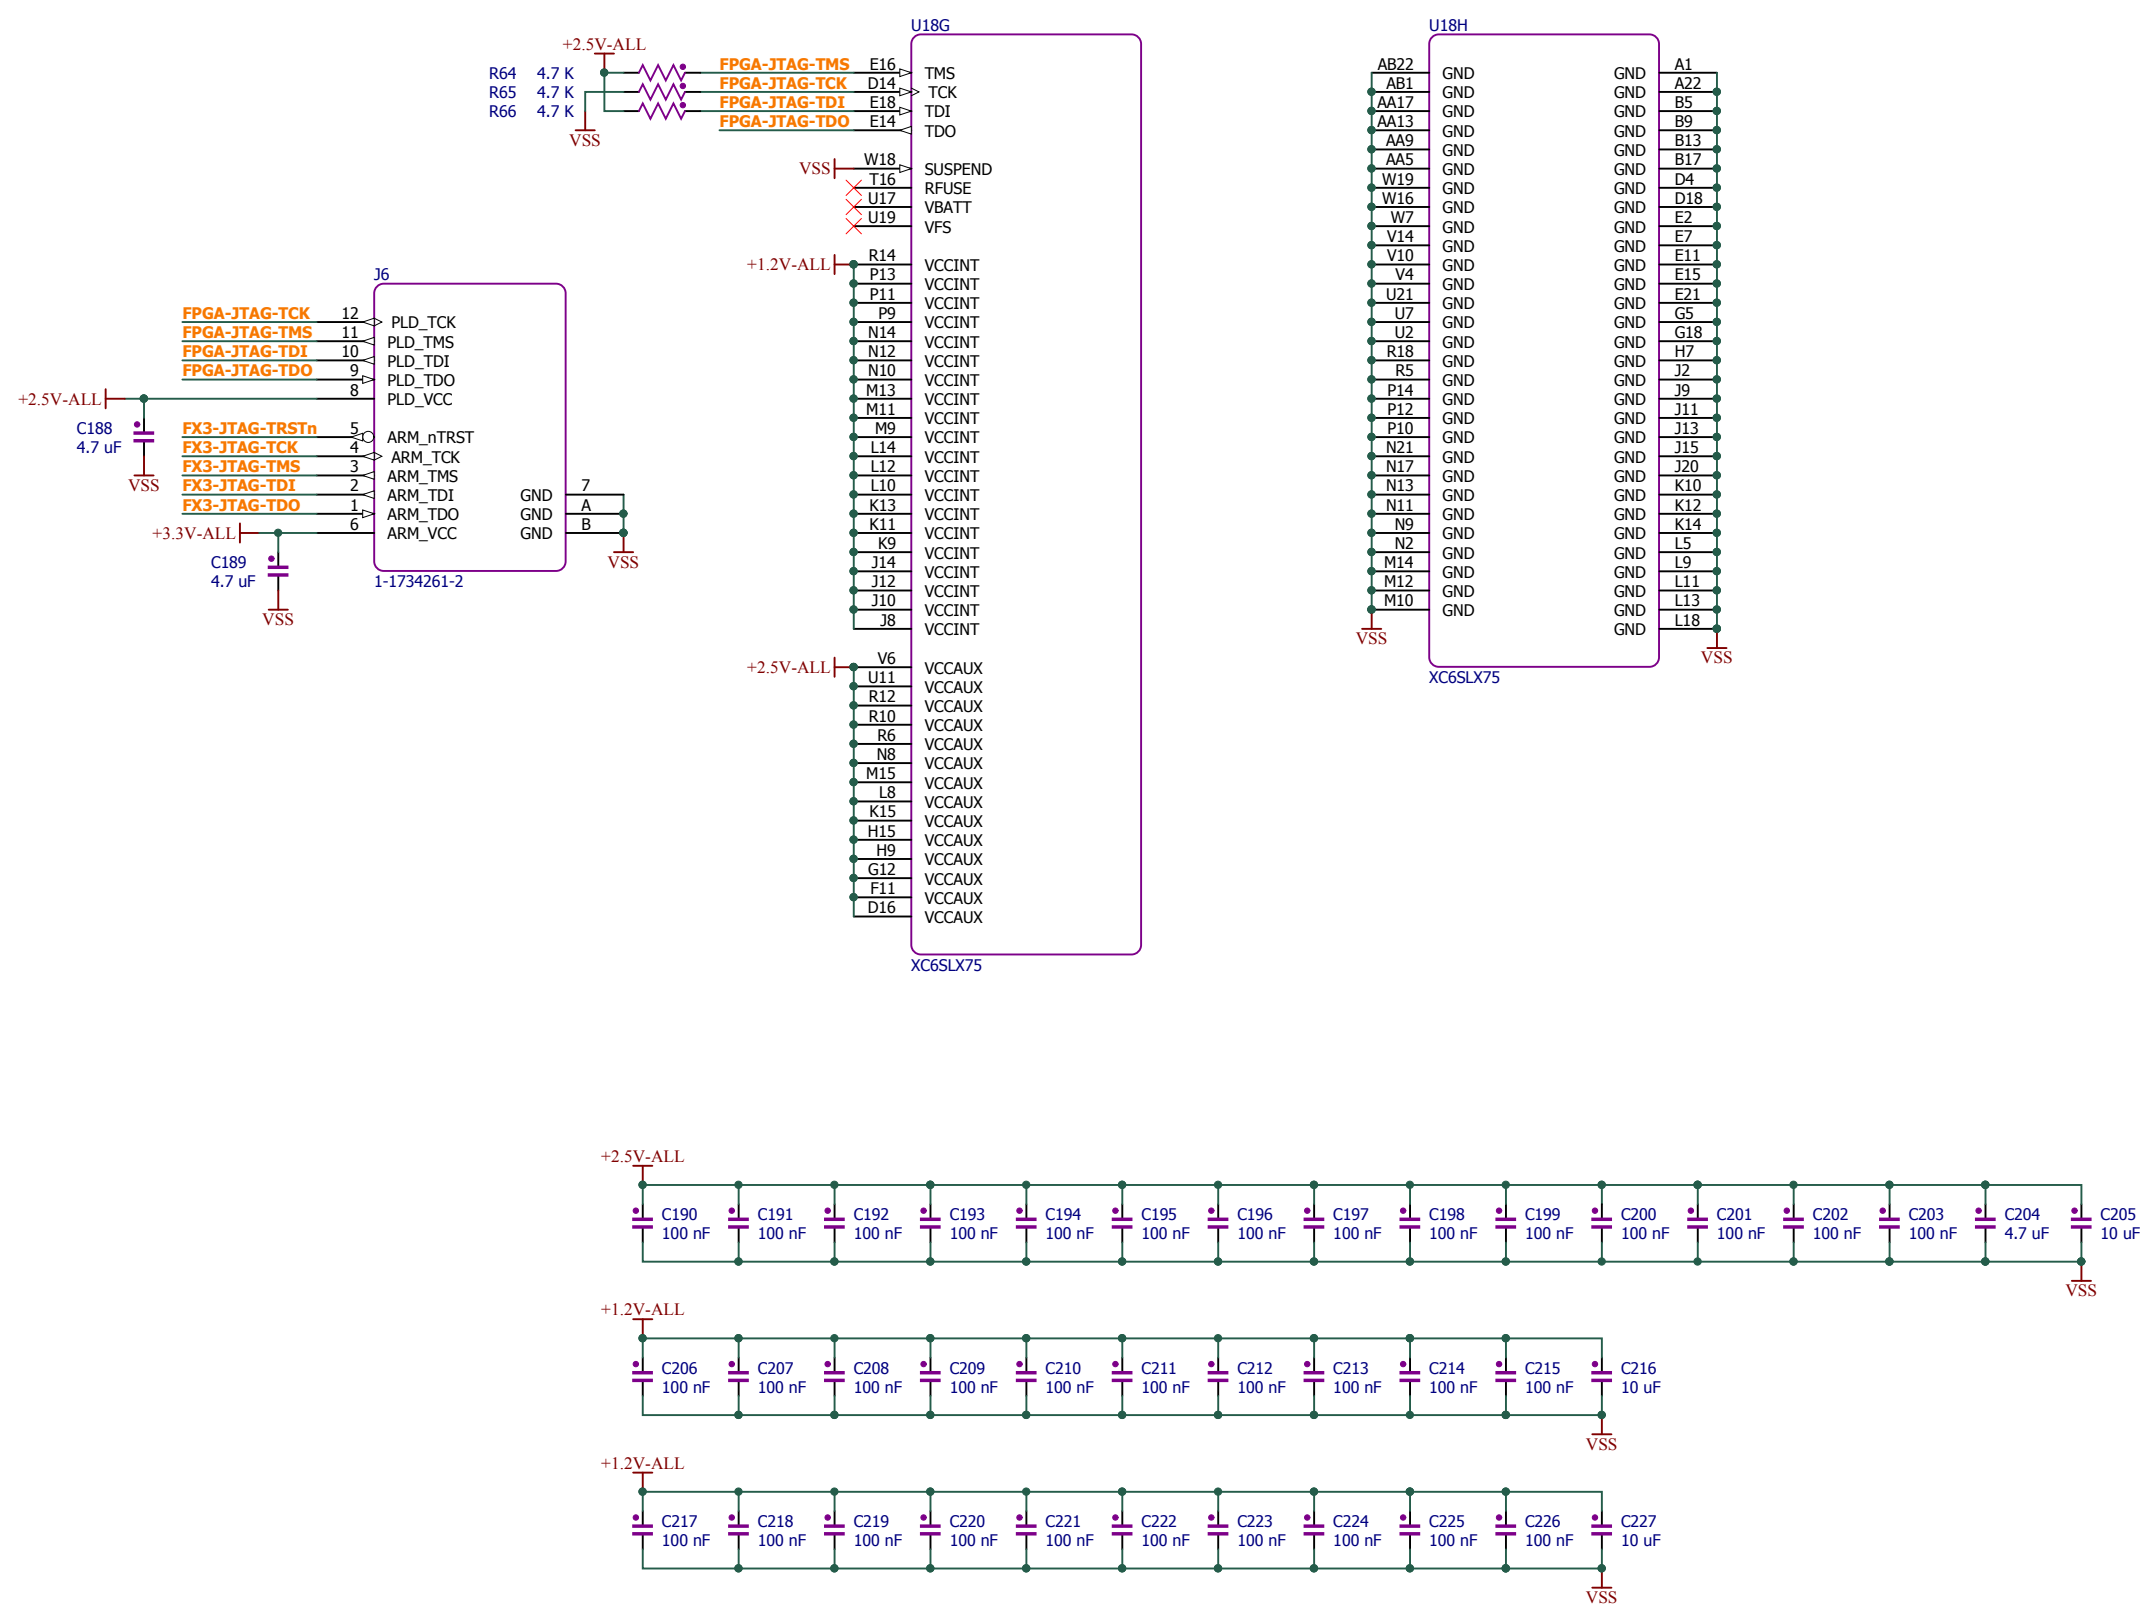 U18G
+2.5V-ALL
R64 4.7 K FPGA-JTAG-TMS E16 TMS
R65 4.7 K FPGA-JTAG-TCK D14 TCK
R66 4.7 K FPGA-JTAG-TDI E18 TDI
FPGA-JTAG-TDO E14 TDO
VSS
VSS W18 SUSPEND
T16 RFUSE
U17 VBATT
U19 VFS
+1.2V-ALL R14 VCCINT
P13 VCCINT
P11 VCCINT
P9 VCCINT
N14 VCCINT
N12 VCCINT
N10 VCCINT
M13 VCCINT
M11 VCCINT
M9 VCCINT
L14 VCCINT
L12 VCCINT
L10 VCCINT
K13 VCCINT
K11 VCCINT
K9 VCCINT
J14 VCCINT
J12 VCCINT
J10 VCCINT
J8 VCCINT
+2.5V-ALL V6 VCCAUX
U11 VCCAUX
R12 VCCAUX
R10 VCCAUX
R6 VCCAUX
N8 VCCAUX
M15 VCCAUX
L8 VCCAUX
K15 VCCAUX
H15 VCCAUX
H9 VCCAUX
G12 VCCAUX
F11 VCCAUX
D16 VCCAUX
XC6SLX75
J6
FPGA-JTAG-TCK 12 PLD_TCK
FPGA-JTAG-TMS 11 PLD_TMS
FPGA-JTAG-TDI 10 PLD_TDI
FPGA-JTAG-TDO 9 PLD_TDO
+2.5V-ALL 8 PLD_VCC
C188
4.7 uF
VSS
FX3-JTAG-TRSTn 5 ARM_nTRST
FX3-JTAG-TCK 4 ARM_TCK
FX3-JTAG-TMS 3 ARM_TMS
FX3-JTAG-TDI 2 ARM_TDI GND 7
FX3-JTAG-TDO 1 ARM_TDO GND A
+3.3V-ALL 6 ARM_VCC GND B
C189
4.7 uF
VSS
VSS
1-1734261-2
U18H
AB22 GND GND A1
AB1 GND GND A22
AA17 GND GND B5
AA13 GND GND B9
AA9 GND GND B13
AA5 GND GND B17
W19 GND GND D4
W16 GND GND D18
W7 GND GND E2
V14 GND GND E7
V10 GND GND E11
V4 GND GND E15
U21 GND GND E21
U7 GND GND G5
U2 GND GND G18
R18 GND GND H7
R5 GND GND J2
P14 GND GND J9
P12 GND GND J11
P10 GND GND J13
N21 GND GND J15
N17 GND GND J20
N13 GND GND K10
N11 GND GND K12
N9 GND GND K14
N2 GND GND L5
M14 GND GND L9
M12 GND GND L11
M10 GND GND L13
GND L18
VSS
VSS
XC6SLX75
+2.5V-ALL
C190 C191 C192 C193 C194 C195 C196 C197 C198 C199 C200 C201 C202 C203 C204 C205
100 nF 100 nF 100 nF 100 nF 100 nF 100 nF 100 nF 100 nF 100 nF 100 nF 100 nF 100 nF 100 nF 100 nF 4.7 uF 10 uF
VSS
+1.2V-ALL
C206 C207 C208 C209 C210 C211 C212 C213 C214 C215 C216
100 nF 100 nF 100 nF 100 nF 100 nF 100 nF 100 nF 100 nF 100 nF 100 nF 10 uF
VSS
+1.2V-ALL
C217 C218 C219 C220 C221 C222 C223 C224 C225 C226 C227
100 nF 100 nF 100 nF 100 nF 100 nF 100 nF 100 nF 100 nF 100 nF 100 nF 10 uF
VSS